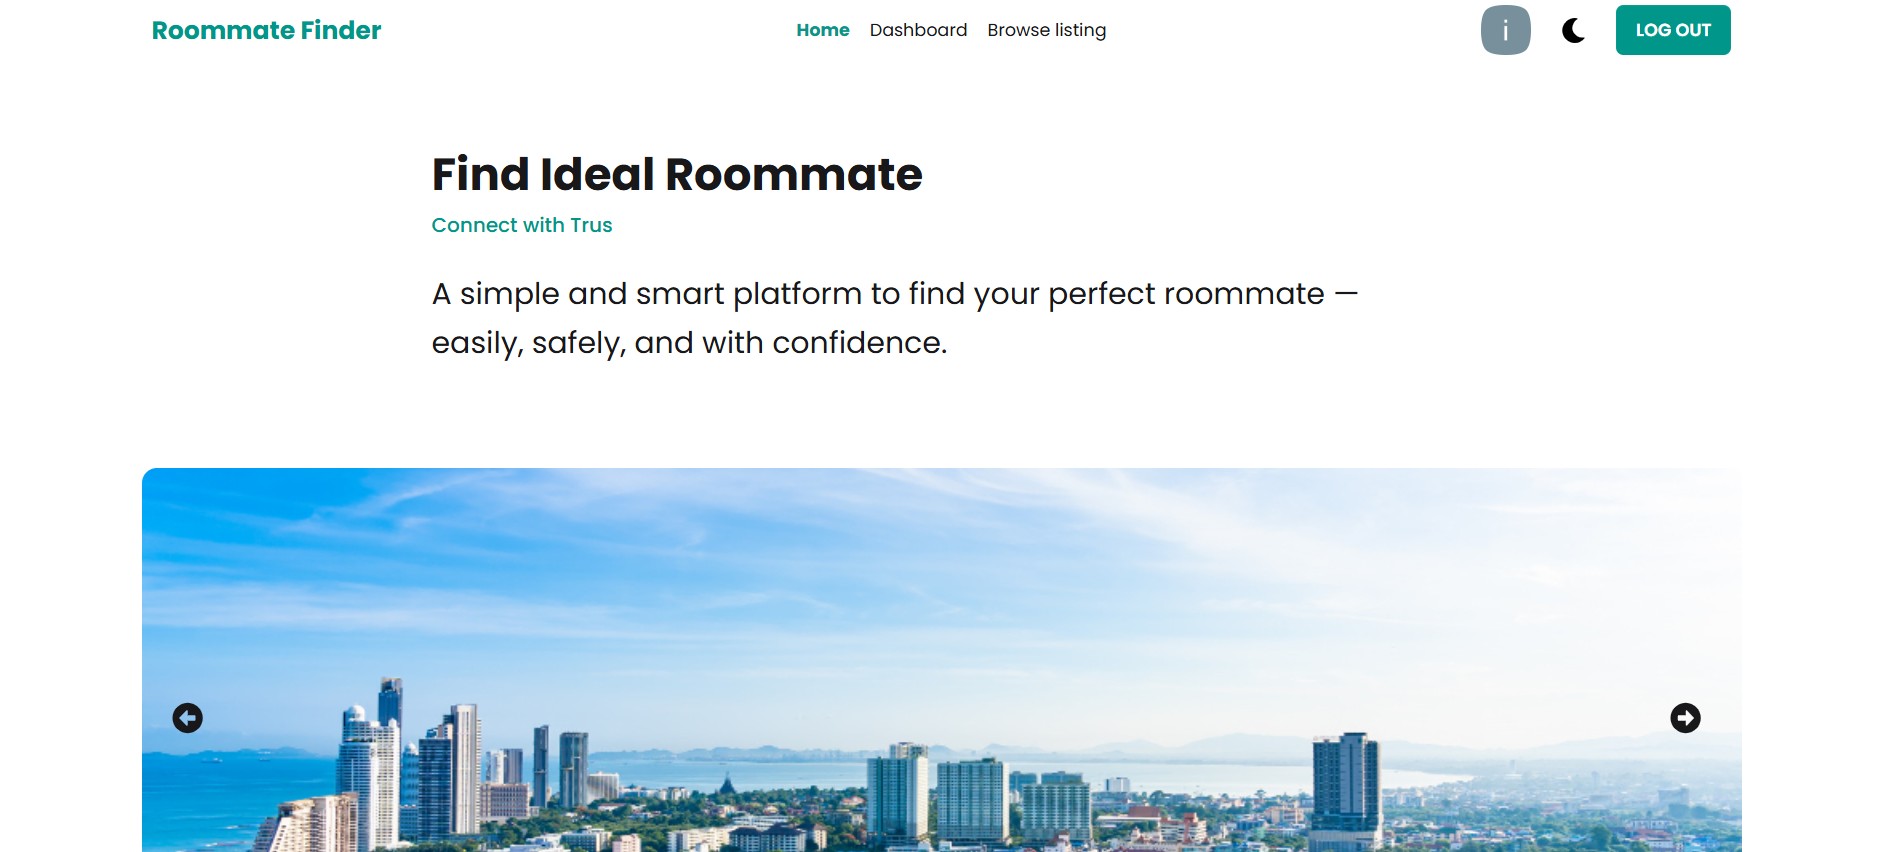 Roommate Finder
Home Dashboard Browse listing
i
LOG OUT
Find Ideal Roommate
Connect with Trus
A simple and smart platform to find your perfect roommate —
easily, safely, and with confidence.